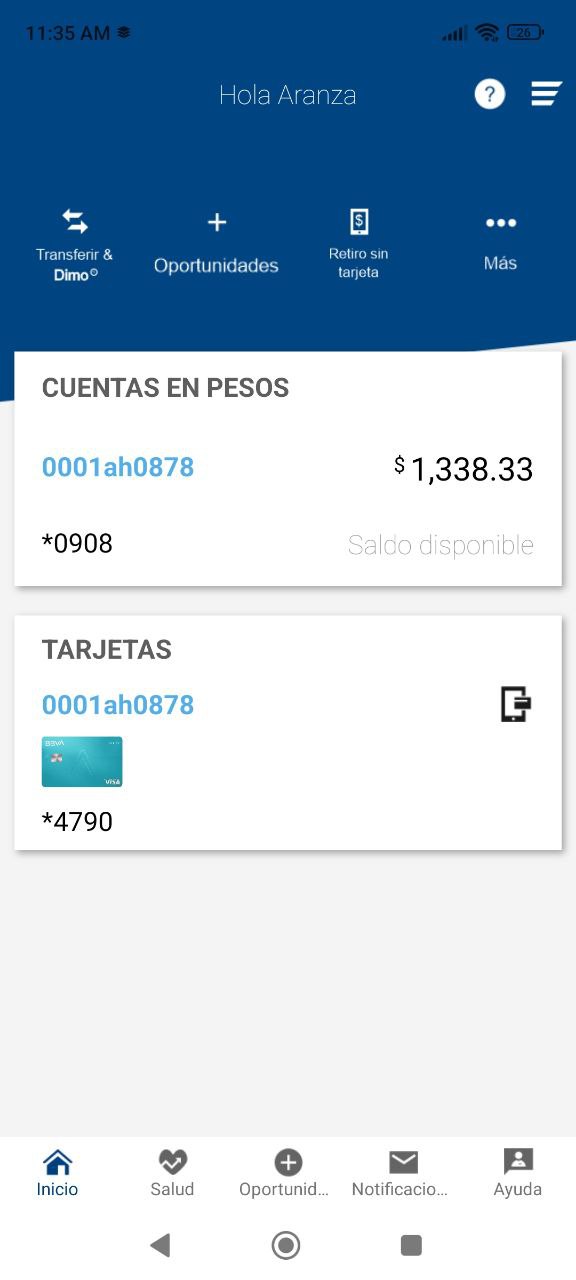 11:35 AM
26
Hola Aranza
?
Transferir &
Dimo
Oportunidades
Retiro sin
tarjeta
Más
CUENTAS EN PESOS
0001ah0878
$ 1,338.33
*0908
Saldo disponible
TARJETAS
0001ah0878
BBVA
VISA
*4790
Inicio
Salud
Oportunid...
Notificacio...
Ayuda